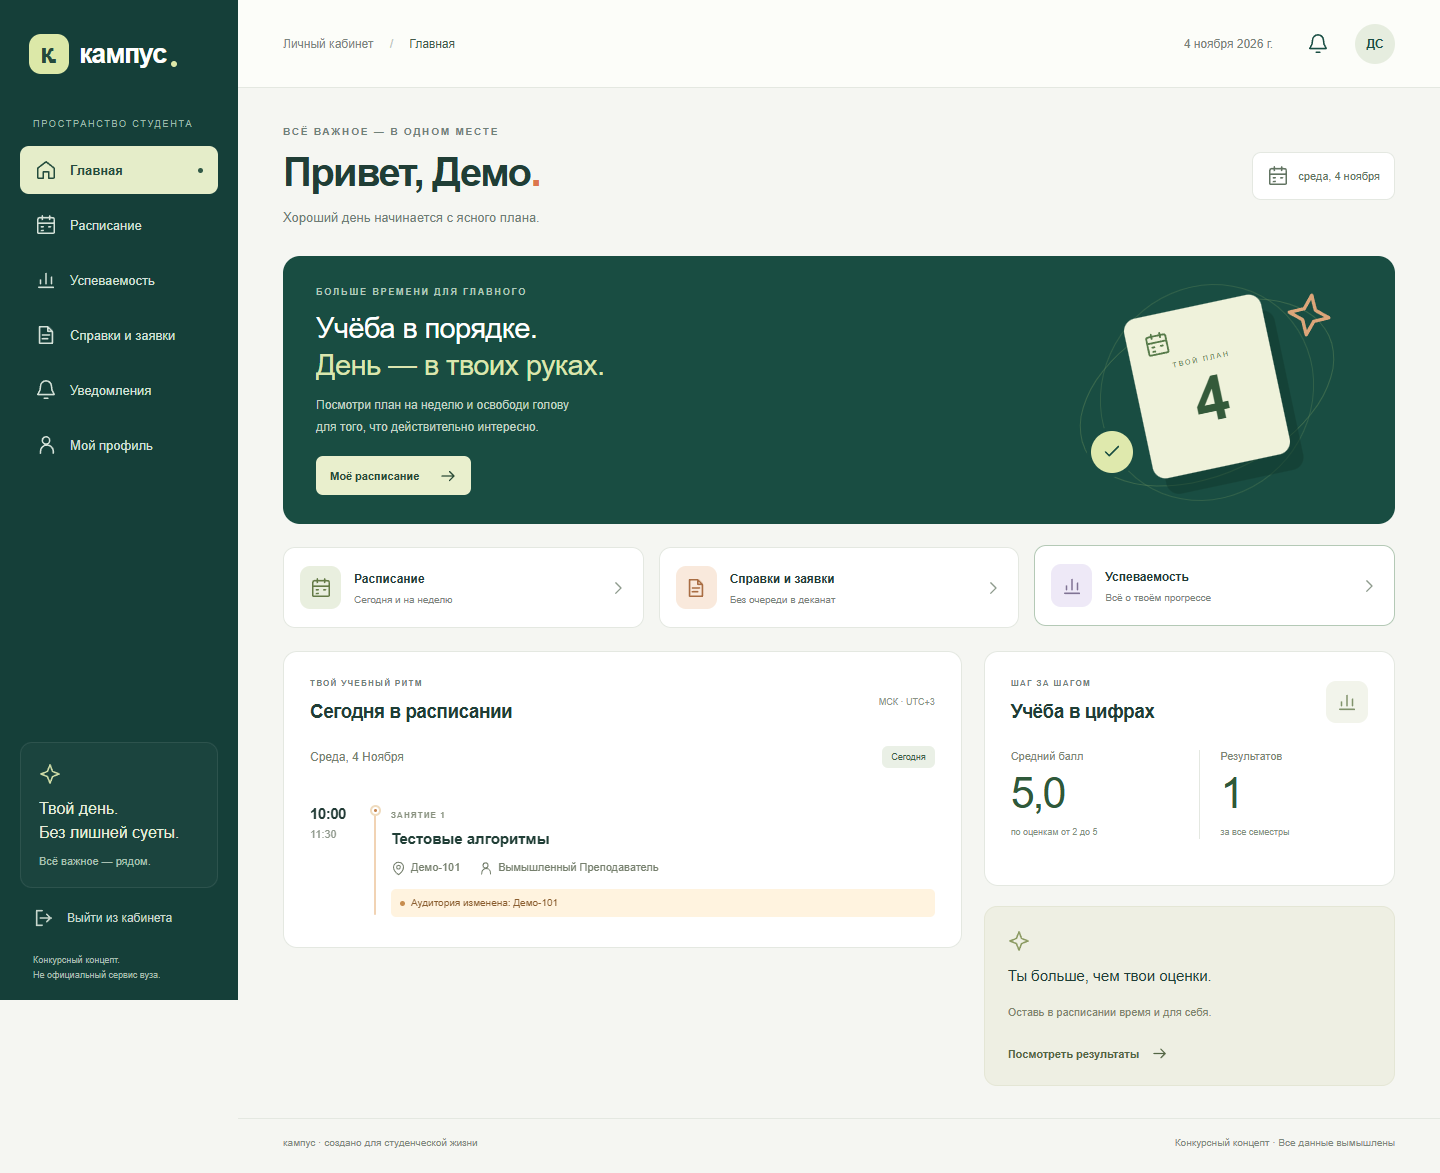 к.
кампус.
ПРОСТРАНСТВО СТУДЕНТА
Главная
Расписание
Успеваемость
Справки и заявки
Уведомления
Мой профиль
Твой день.
Без лишней суеты.
Всё важное — рядом.
Выйти из кабинета
Конкурсный концепт.
Не официальный сервис вуза.
Личный кабинет / Главная
4 ноября 2026 г.
ДС
ВСЁ ВАЖНОЕ — В ОДНОМ МЕСТЕ
Привет, Демо.
Хороший день начинается с ясного плана.
среда, 4 ноября
БОЛЬШЕ ВРЕМЕНИ ДЛЯ ГЛАВНОГО
Учёба в порядке.
День — в твоих руках.
Посмотри план на неделю и освободи голову
для того, что действительно интересно.
Моё расписание
ТВОЙ ПЛАН
4
Расписание
Сегодня и на неделю
Справки и заявки
Без очереди в деканат
Успеваемость
Всё о твоём прогрессе
ТВОЙ УЧЕБНЫЙ РИТМ
Сегодня в расписании
МСК · UTC+3
Среда, 4 Ноября
Сегодня
10:00
11:30
ЗАНЯТИЕ 1
Тестовые алгоритмы
Демо-101
Вымышленный Преподаватель
Аудитория изменена: Демо-101
ШАГ ЗА ШАГОМ
Учёба в цифрах
Средний балл
5,0
по оценкам от 2 до 5
Результатов
1
за все семестры
Ты больше, чем твои оценки.
Оставь в расписании время и для себя.
Посмотреть результаты
кампус · создано для студенческой жизни
Конкурсный концепт · Все данные вымышлены